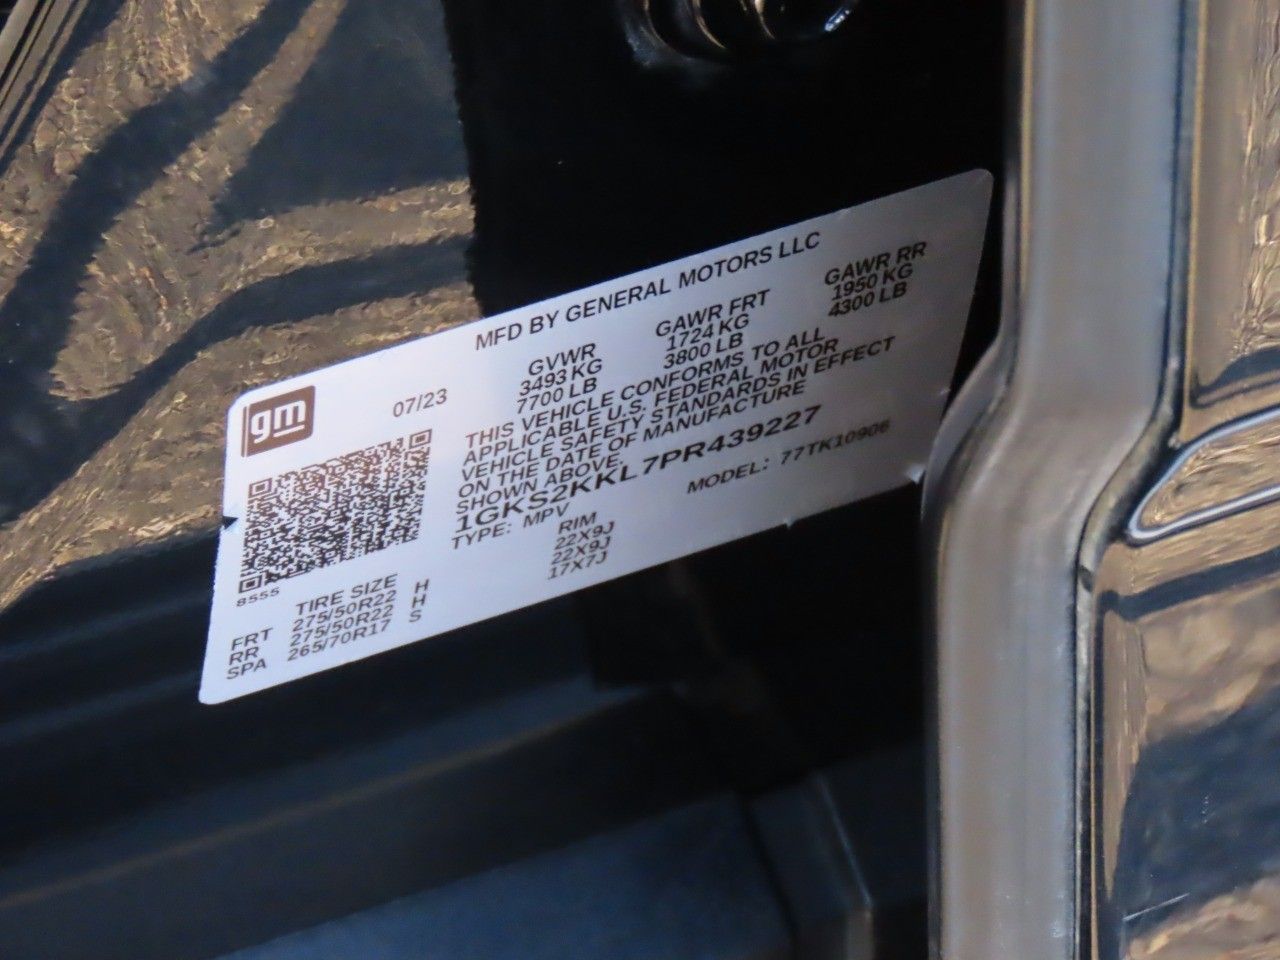 MFD BY GENERAL MOTORS LLC
gm
07/23
GVWR GAWR FRT GAWR RR
3493 KG 1724 KG 1950 KG
7700 LB 3800 LB 4300 LB
THIS VEHICLE CONFORMS TO ALL
APPLICABLE U.S. FEDERAL MOTOR
VEHICLE SAFETY STANDARDS IN EFFECT
ON THE DATE OF MANUFACTURE
SHOWN ABOVE.
1GKS2KKL7PR439227
TYPE: MPV MODEL: 77TK10906
8555
TIRE SIZE RIM
FRT 275/50R22 H 22X9J
RR 275/50R22 H 22X9J
SPA 265/70R17 S 17X7J